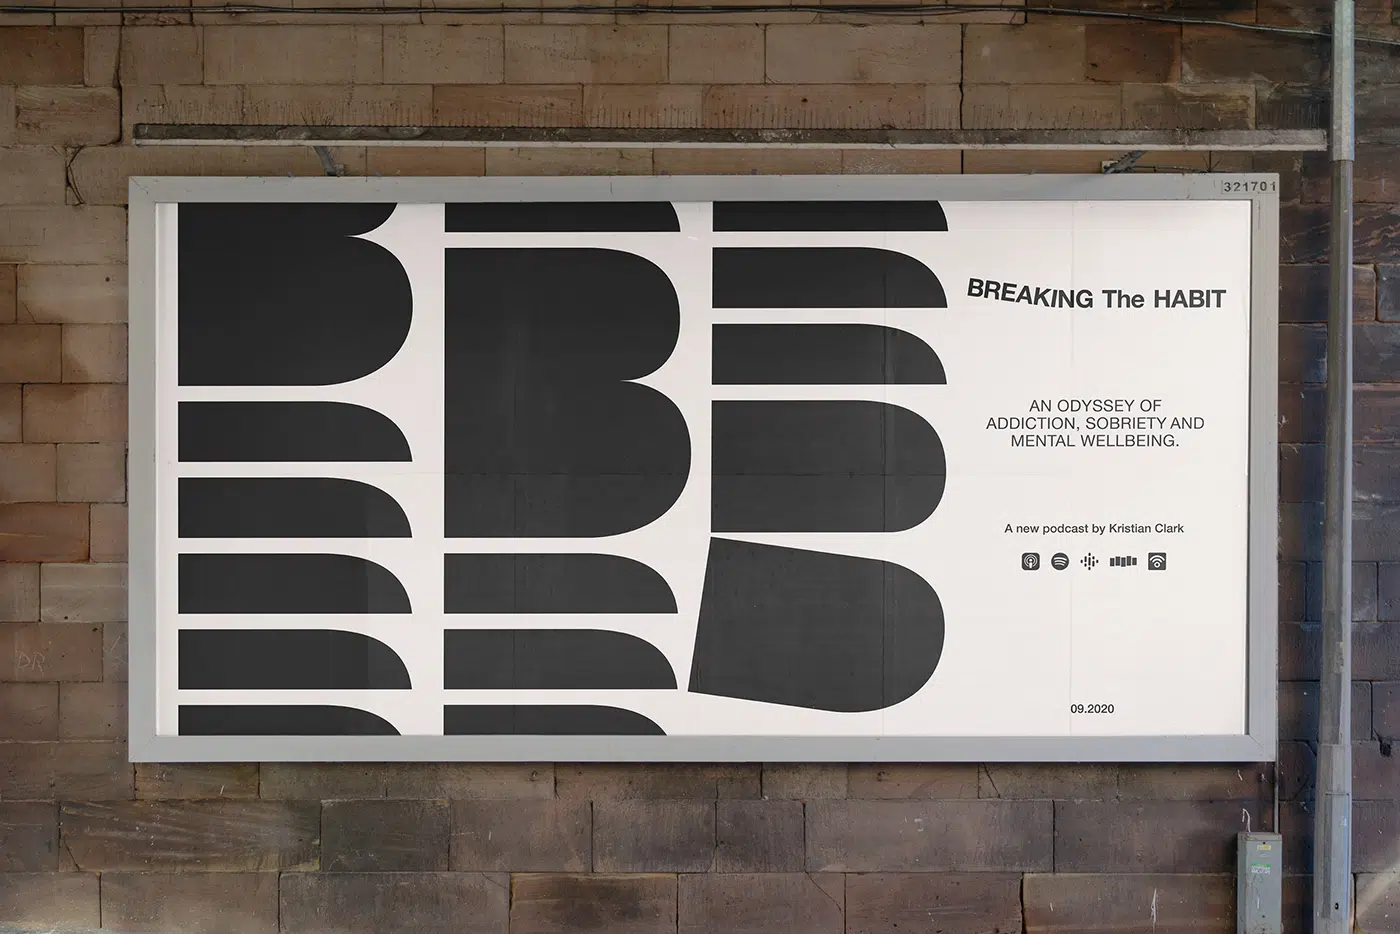 321701
BREAKING The HABIT
AN ODYSSEY OF
ADDICTION, SOBRIETY AND
MENTAL WELLBEING.
A new podcast by Kristian Clark
09.2020
DR